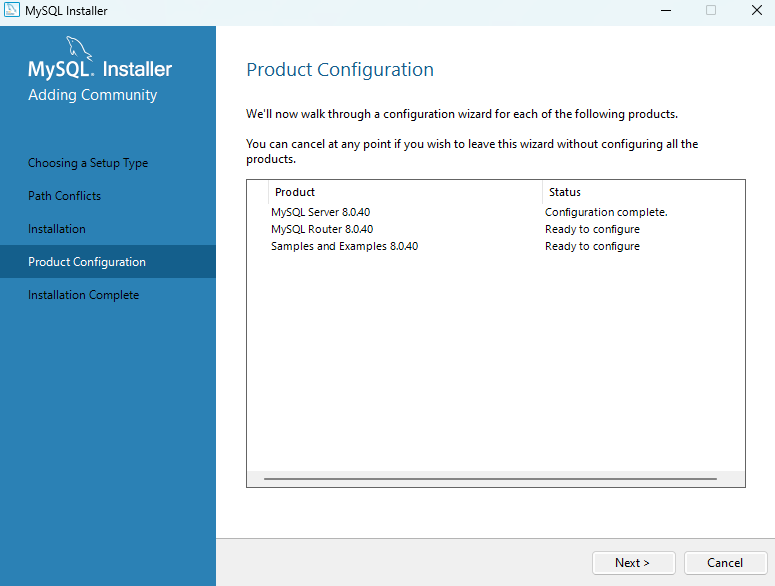 MySQL Installer
MySQL. Installer
Adding Community
Choosing a Setup Type
Path Conflicts
Installation
Product Configuration
Installation Complete
Product Configuration
We'll now walk through a configuration wizard for each of the following products.
You can cancel at any point if you wish to leave this wizard without configuring all the
products.
Product Status
MySQL Server 8.0.40 Configuration complete.
MySQL Router 8.0.40 Ready to configure
Samples and Examples 8.0.40 Ready to configure
Next > Cancel